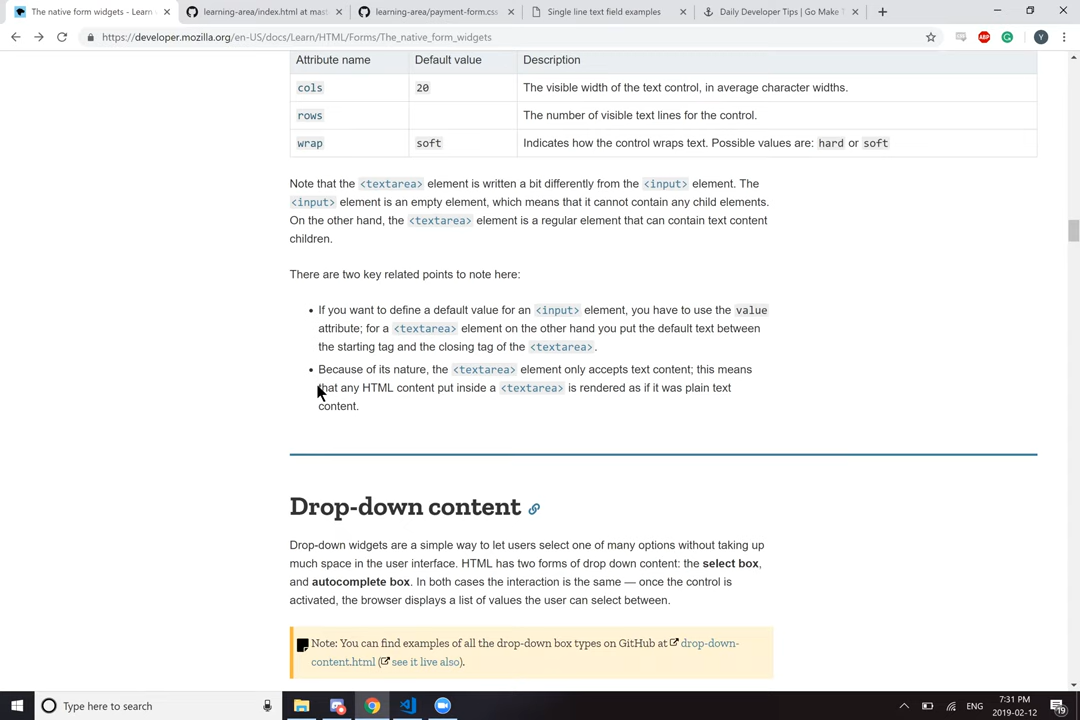 The native form widgets - Learn
learning-area/index.html at mast
learning-area/payment-form.css
Single line text field examples
Daily Developer Tips | Go Make T
https://developer.mozilla.org/en-US/docs/Learn/HTML/Forms/The_native_form_widgets
ABP
Y
Attribute name Default value Description
cols 20 The visible width of the text control, in average character widths.
rows The number of visible text lines for the control.
wrap soft Indicates how the control wraps text. Possible values are: hard or soft
Note that the <textarea> element is written a bit differently from the <input> element. The
<input> element is an empty element, which means that it cannot contain any child elements.
On the other hand, the <textarea> element is a regular element that can contain text content
children.
There are two key related points to note here:
• If you want to define a default value for an <input> element, you have to use the value
attribute; for a <textarea> element on the other hand you put the default text between
the starting tag and the closing tag of the <textarea>.
• Because of its nature, the <textarea> element only accepts text content; this means
that any HTML content put inside a <textarea> is rendered as if it was plain text
content.
Drop-down content
Drop-down widgets are a simple way to let users select one of many options without taking up
much space in the user interface. HTML has two forms of drop down content: the select box,
and autocomplete box. In both cases the interaction is the same — once the control is
activated, the browser displays a list of values the user can select between.
Note: You can find examples of all the drop-down box types on GitHub at drop-down-
content.html (see it live also).
Type here to search
ENG
7:31 PM
2019-02-12
19